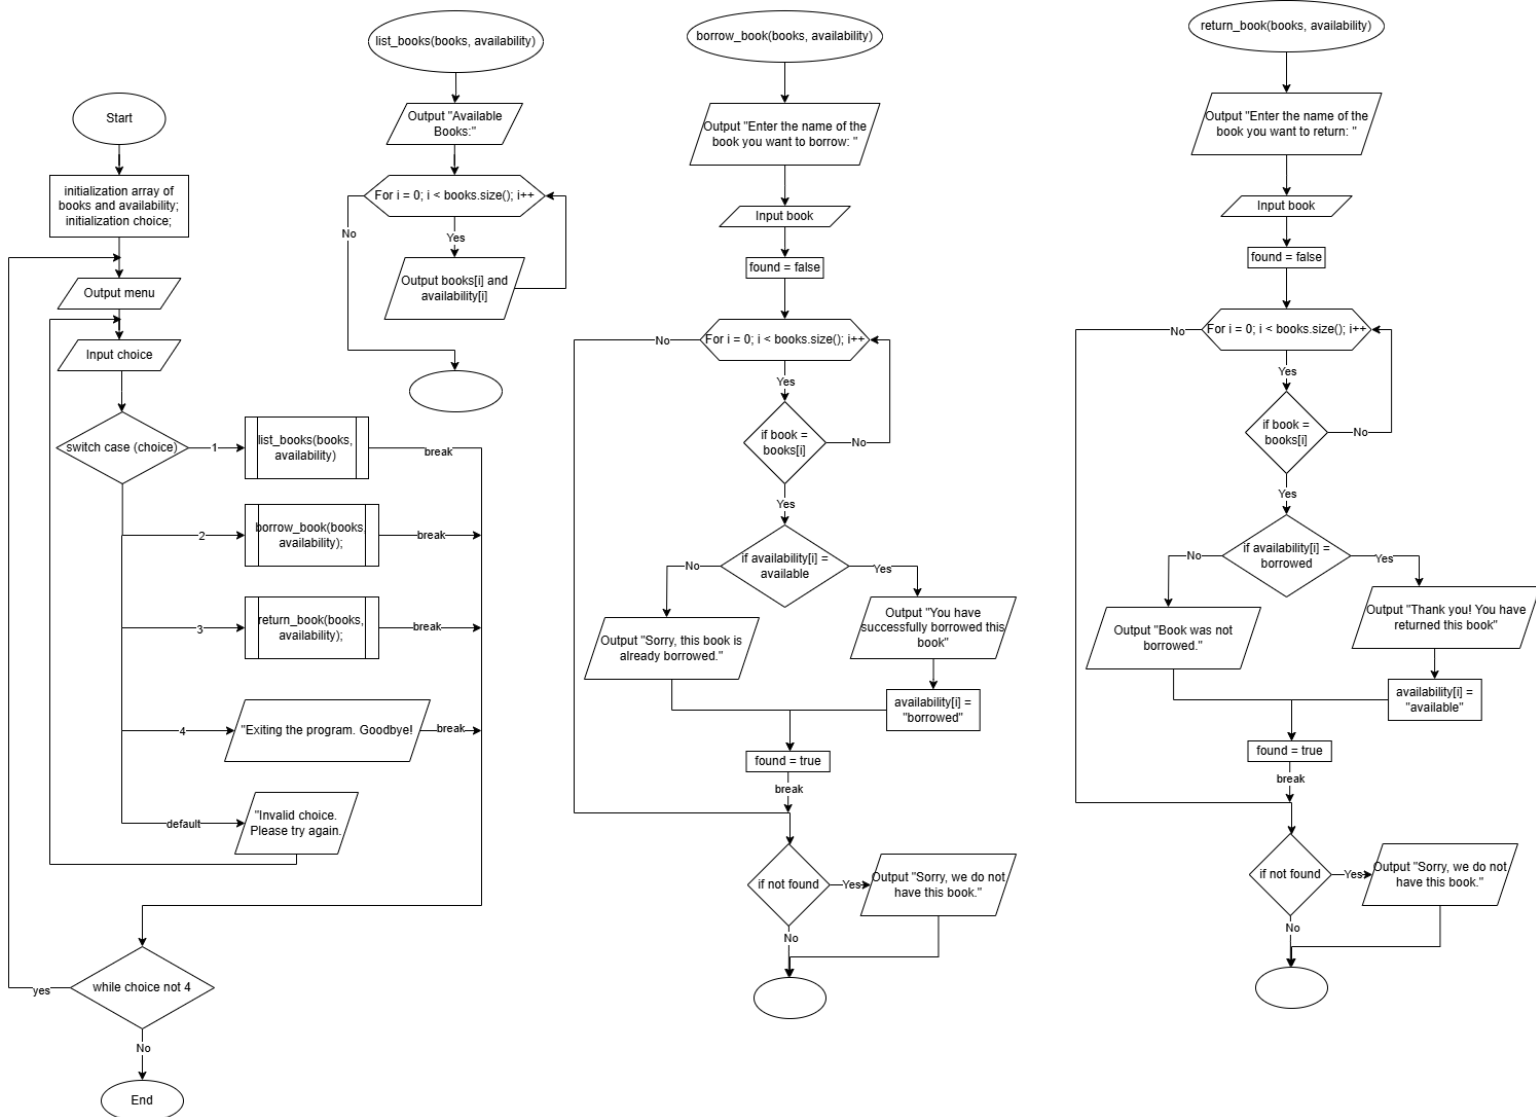 Start
initialization array of
books and availability;
initialization choice;
Output menu
Input choice
switch case (choice)
1
list_books(books,
availability)
break
2
borrow_book(books,
availability);
break
3
return_book(books,
availability);
break
4
"Exiting the program. Goodbye!
break
default
"Invalid choice.
Please try again.
while choice not 4
yes
No
End
list_books(books, availability)
Output "Available
Books:"
For i = 0; i < books.size(); i++
No
Yes
Output books[i] and
availability[i]
borrow_book(books, availability)
Output "Enter the name of the
book you want to borrow: "
Input book
found = false
For i = 0; i < books.size(); i++
No
Yes
if book =
books[i]
No
Yes
if availability[i] =
available
No
Yes
Output "Sorry, this book is
already borrowed."
Output "You have
successfully borrowed this
book"
availability[i] =
"borrowed"
found = true
break
if not found
Yes
Output "Sorry, we do not
have this book."
No
return_book(books, availability)
Output "Enter the name of the
book you want to return: "
Input book
found = false
For i = 0; i < books.size(); i++
No
Yes
if book =
books[i]
No
Yes
if availability[i] =
borrowed
No
Yes
Output "Book was not
borrowed."
Output "Thank you! You have
returned this book"
availability[i] =
"available"
found = true
break
if not found
Yes
Output "Sorry, we do not
have this book."
No